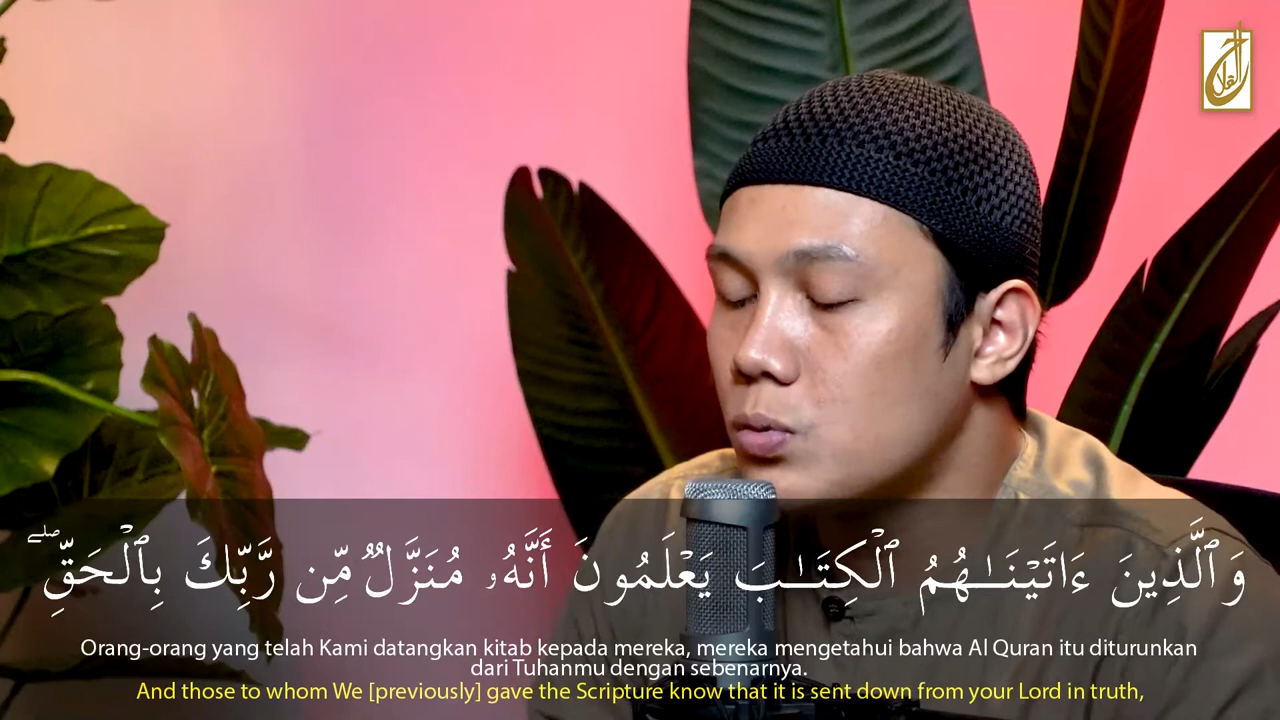 وَٱلَّذِينَ ءَاتَيْنَـٰهُمُ ٱلْكِتَـٰبَ يَعْلَمُونَ أَنَّهُۥ مُنَزَّلٌۭ مِّن رَّبِّكَ بِٱلْحَقِّ ۖ
Orang-orang yang telah Kami datangkan kitab kepada mereka, mereka mengetahui bahwa Al Quran itu diturunkan
dari Tuhanmu dengan sebenarnya.
And those to whom We [previously] gave the Scripture know that it is sent down from your Lord in truth,